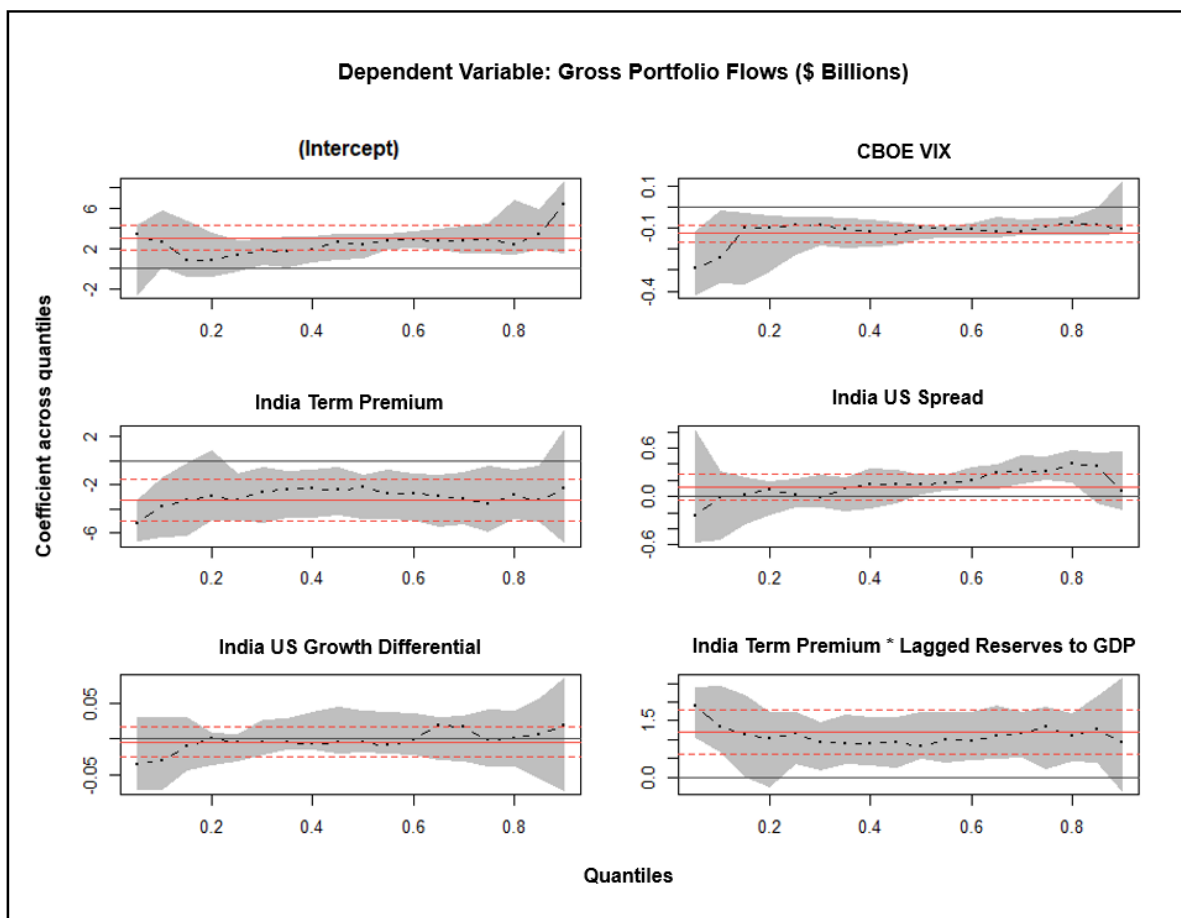 Dependent Variable: Gross Portfolio Flows ($ Billions)
(Intercept)
CBOE VIX
6
2
-2
0.2 0.4 0.6 0.8
0.1
-0.1
-0.4
0.2 0.4 0.6 0.8
India Term Premium
India US Spread
2
-2
-6
0.2 0.4 0.6 0.8
0.6
0.0
-0.6
0.2 0.4 0.6 0.8
India US Growth Differential
India Term Premium * Lagged Reserves to GDP
0.05
-0.05
0.2 0.4 0.6 0.8
1.5
0.0
0.2 0.4 0.6 0.8
Coefficient across quantiles
Quantiles